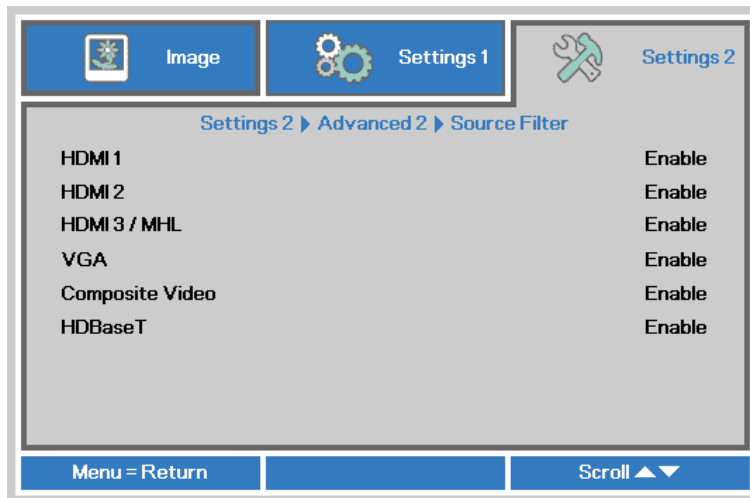 Image
Settings 1
Settings 2
Settings 2 ▶ Advanced 2 ▶ Source Filter
HDMI 1 Enable
HDMI 2 Enable
HDMI 3 / MHL Enable
VGA Enable
Composite Video Enable
HDBaseT Enable
Menu = Return
Scroll ▲▼